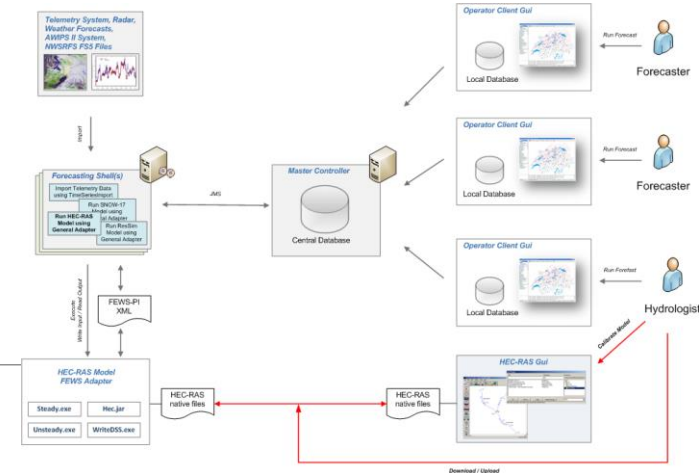 Telemetry System, Radar,
Weather Forecasts,
AWIPS II System,
NWSRFS FS5 Files
Import
Forecasting Shell(s)
Import Telemetry Data
using TimeSeriesImport
Run SNOW-17
Model using
General Adapter
Run HEC-RAS
Model using
General Adapter
Run ResSim
Model using
General Adapter
JMS
Master Controller
Central Database
Operator Client Gui
Local Database
Run Forecast
Forecaster
Operator Client Gui
Local Database
Run Forecast
Forecaster
Operator Client Gui
Local Database
Run Forecast
Hydrologist
Execute
Write Input / Read Output
FEWS-PI
XML
HEC-RAS Model
FEWS Adapter
Steady.exe
Hec.jar
Unsteady.exe
WriteDSS.exe
HEC-RAS
native files
HEC-RAS
native files
HEC-RAS Gui
Calibrate Model
Download / Upload